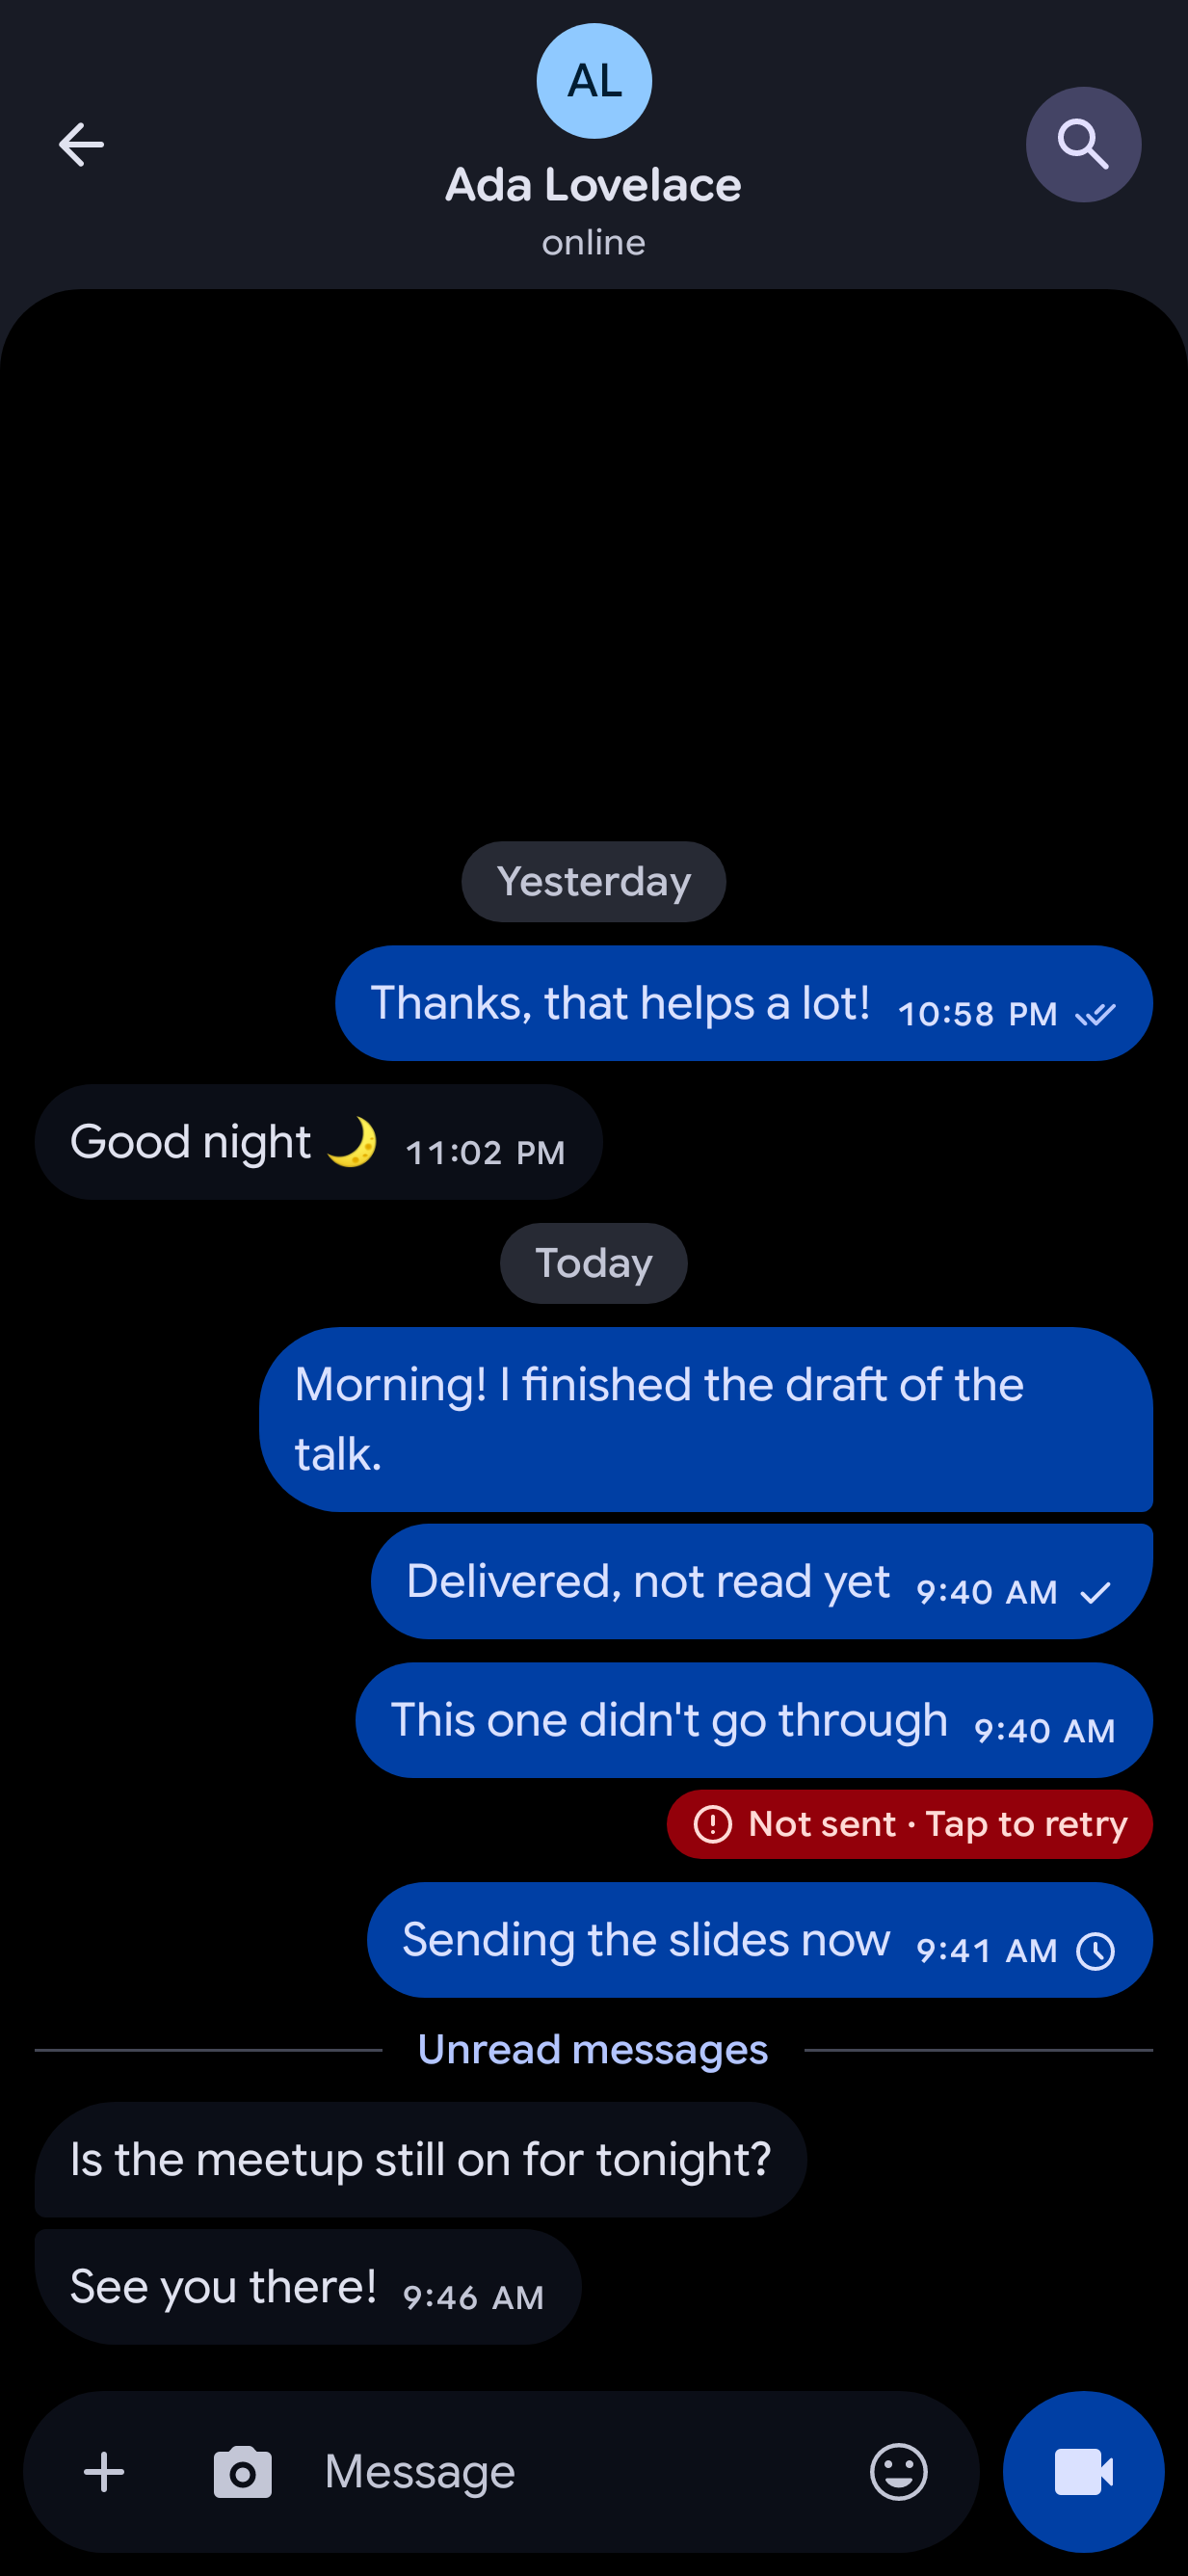 AL
Ada Lovelace
online
Yesterday
Thanks, that helps a lot! 10:58 PM
Good night 🌙 11:02 PM
Today
Morning! I finished the draft of the
talk.
Delivered, not read yet 9:40 AM
This one didn't go through 9:40 AM
Not sent · Tap to retry
Sending the slides now 9:41 AM
Unread messages
Is the meetup still on for tonight?
See you there! 9:46 AM
Message